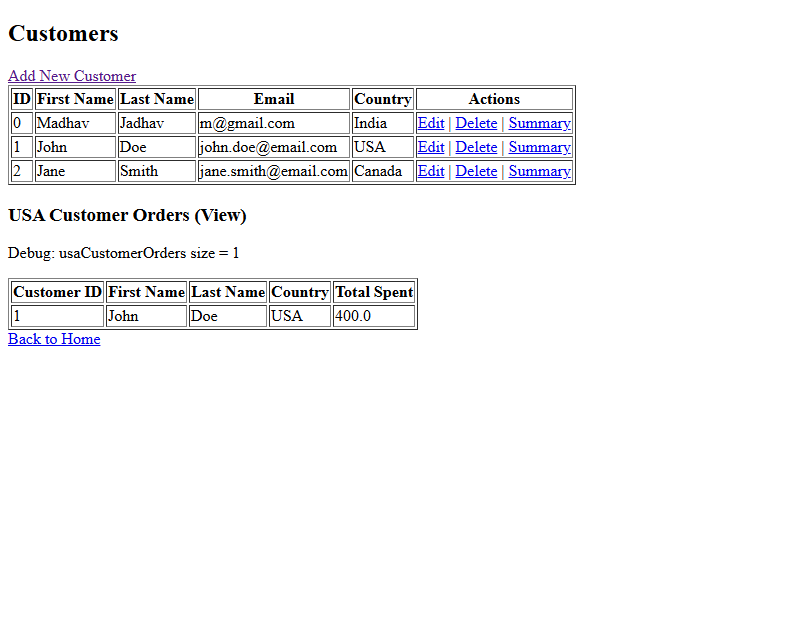 Customers
Add New Customer
ID First Name Last Name Email Country Actions
0 Madhav Jadhav m@gmail.com India Edit | Delete | Summary
1 John Doe john.doe@email.com USA Edit | Delete | Summary
2 Jane Smith jane.smith@email.com Canada Edit | Delete | Summary
USA Customer Orders (View)
Debug: usaCustomerOrders size = 1
Customer ID First Name Last Name Country Total Spent
1 John Doe USA 400.0
Back to Home